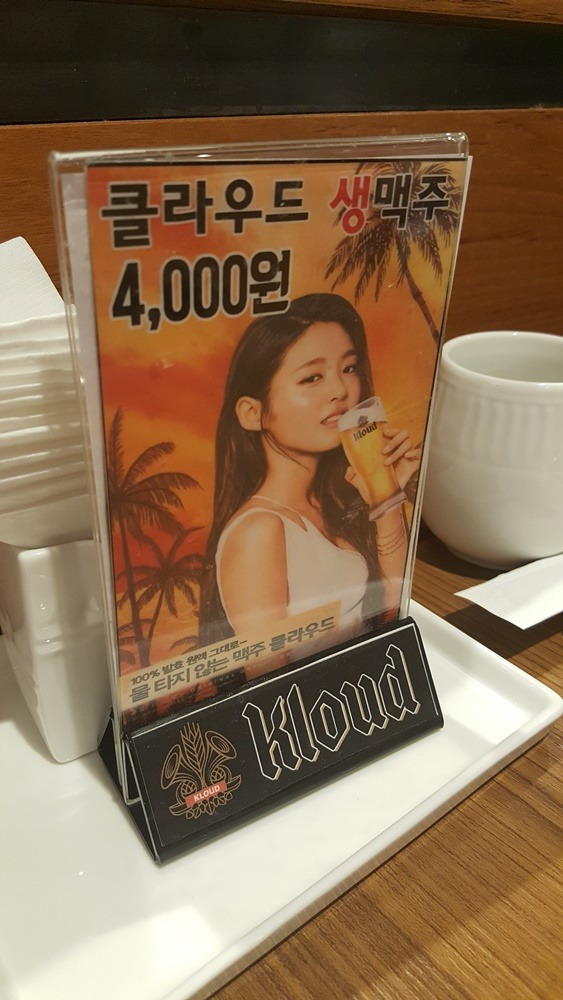 클라우드 생맥주
4,000원
kloud
100% 발효 원액 그대로~
물 타지 않는 맥주 클라우드
Kloud
KLOUD